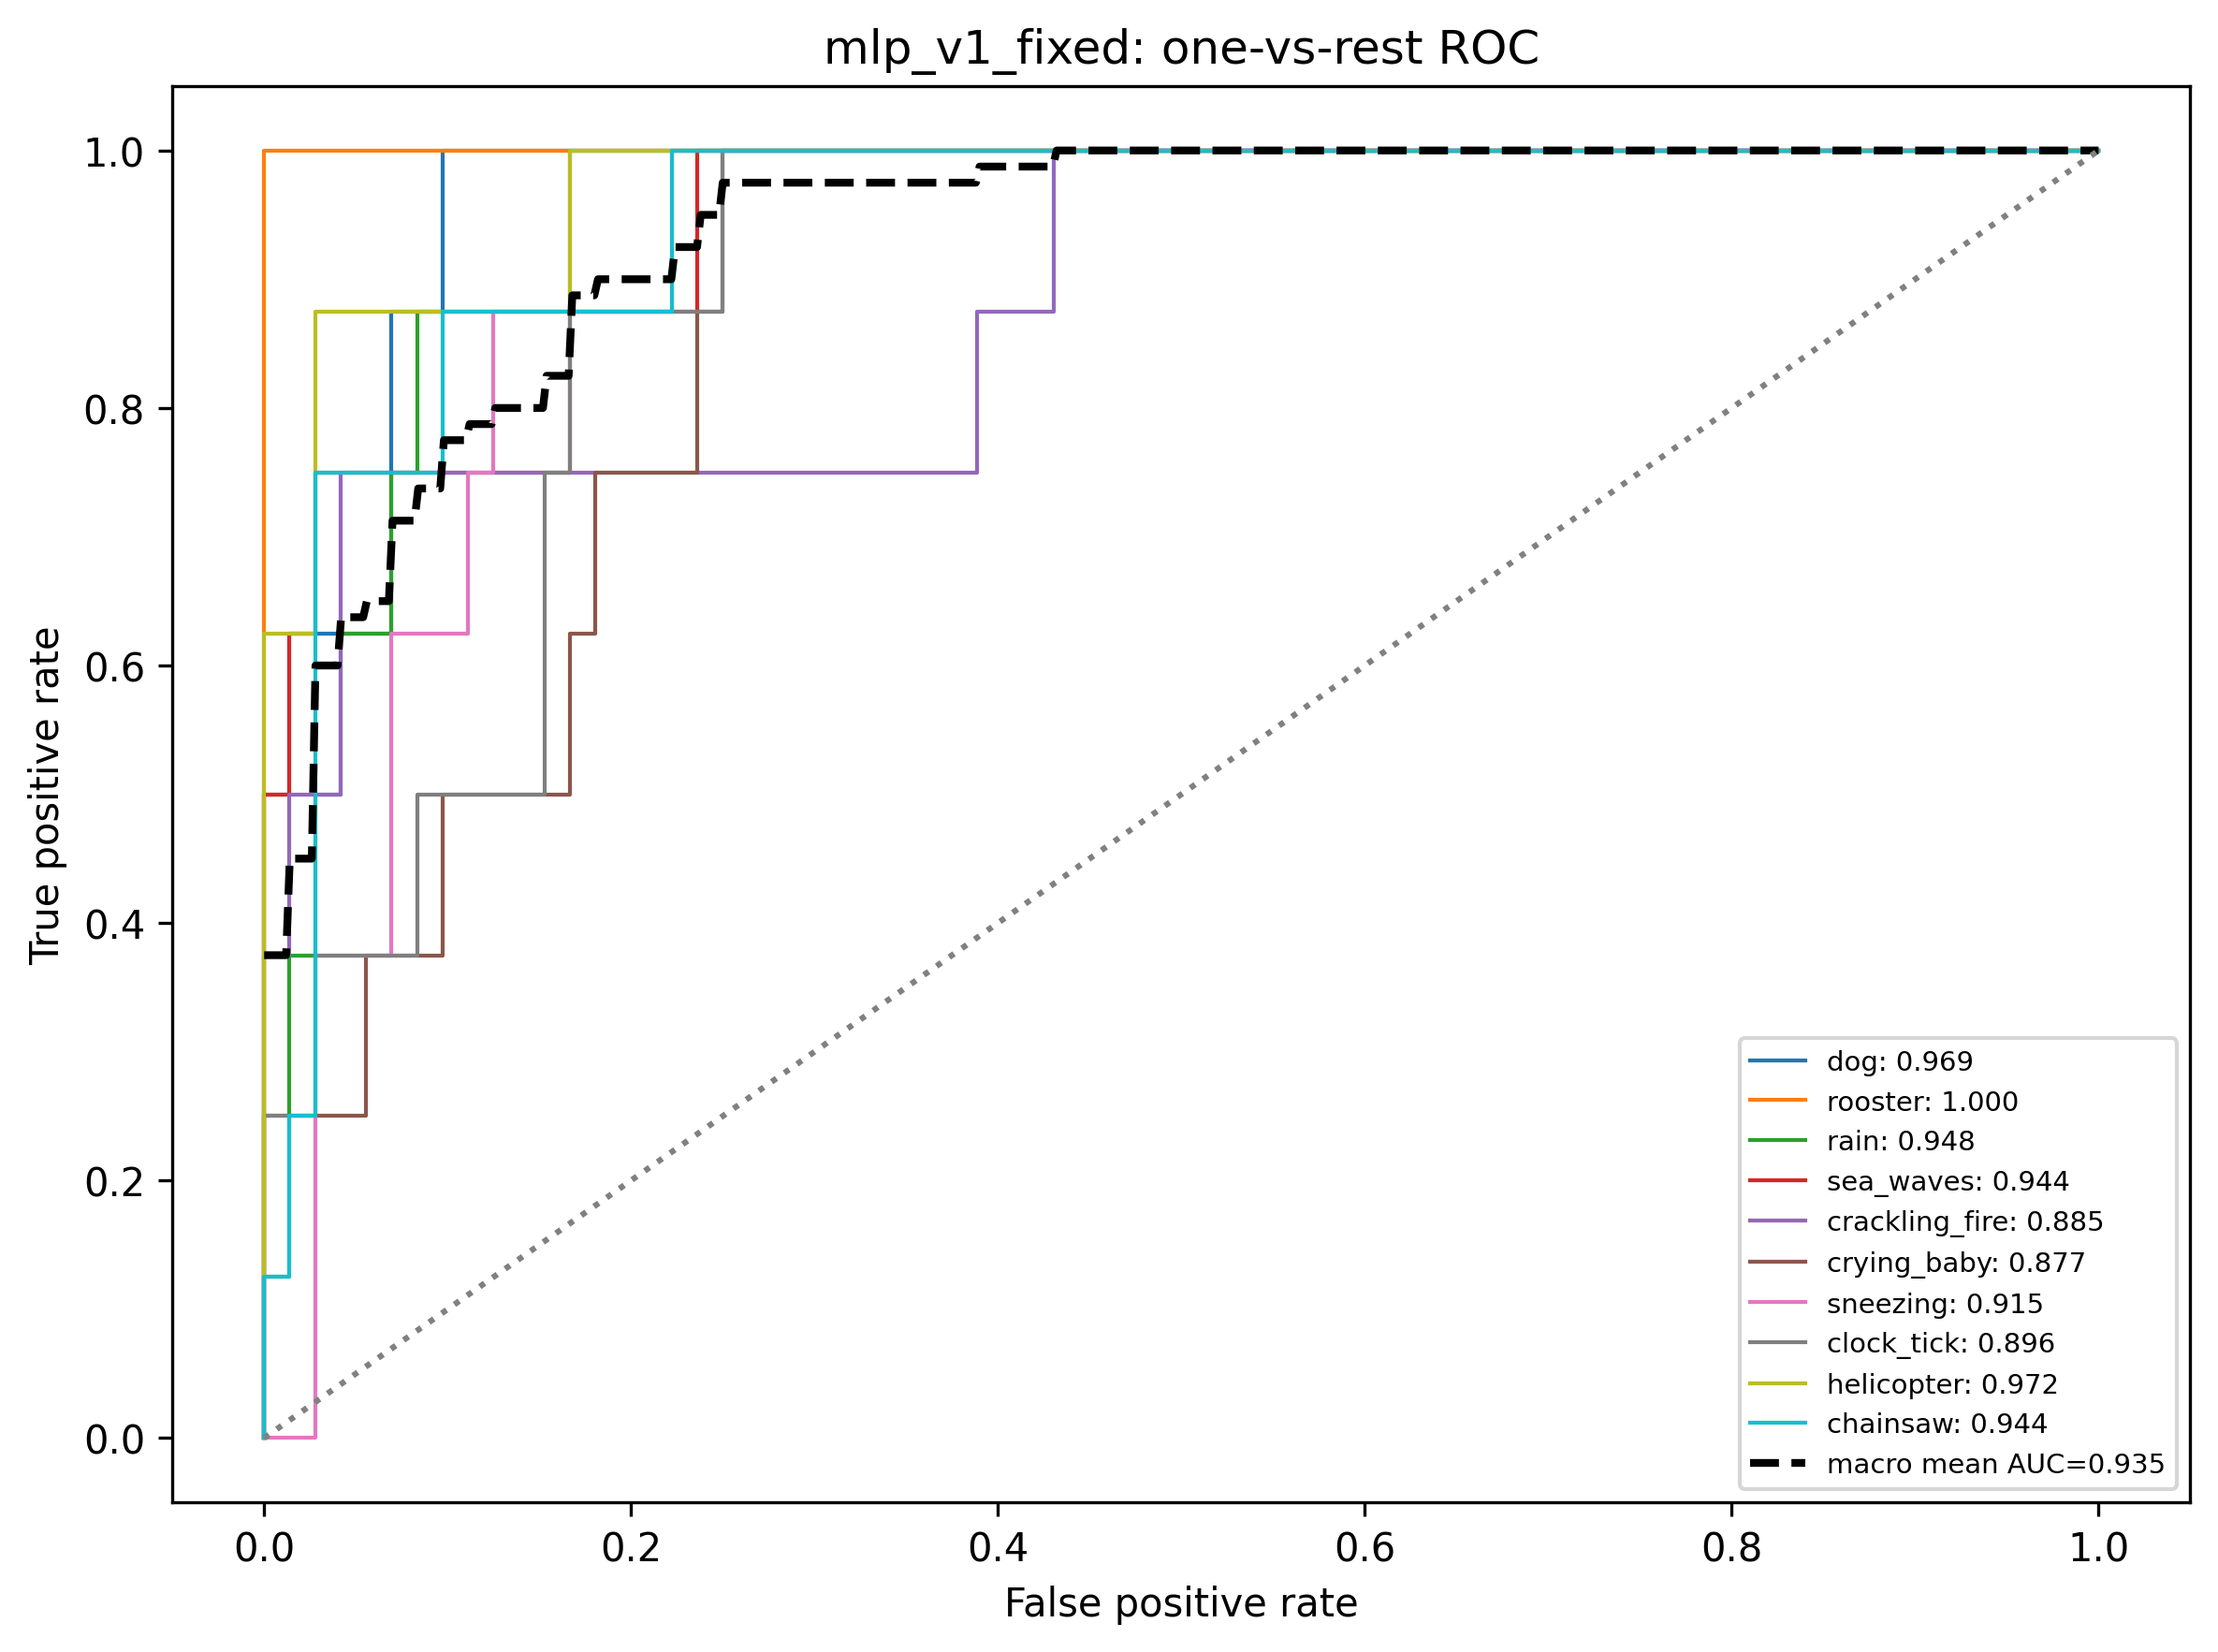 mlp_v1_fixed: one-vs-rest ROC
True positive rate
1.0
0.8
0.6
0.4
0.2
0.0
dog: 0.969
rooster: 1.000
rain: 0.948
sea_waves: 0.944
crackling_fire: 0.885
crying_baby: 0.877
sneezing: 0.915
clock_tick: 0.896
helicopter: 0.972
chainsaw: 0.944
macro mean AUC=0.935
0.0 0.2 0.4 0.6 0.8 1.0
False positive rate